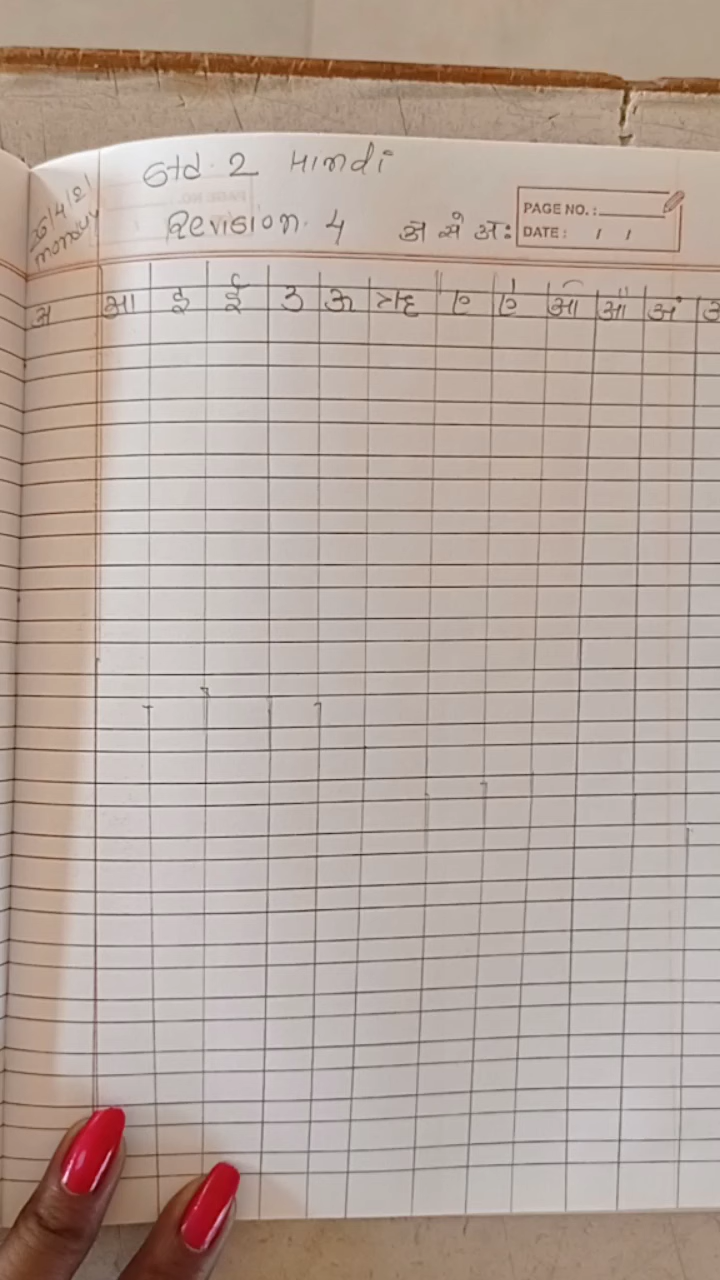 Std. 2 Hindi
26/4/21
monday
Revision. 4 अ से अः
PAGE NO. :
DATE : / /
अ आ इ ई उ ऊ ऋ ए ऐ ओ औ अं अ